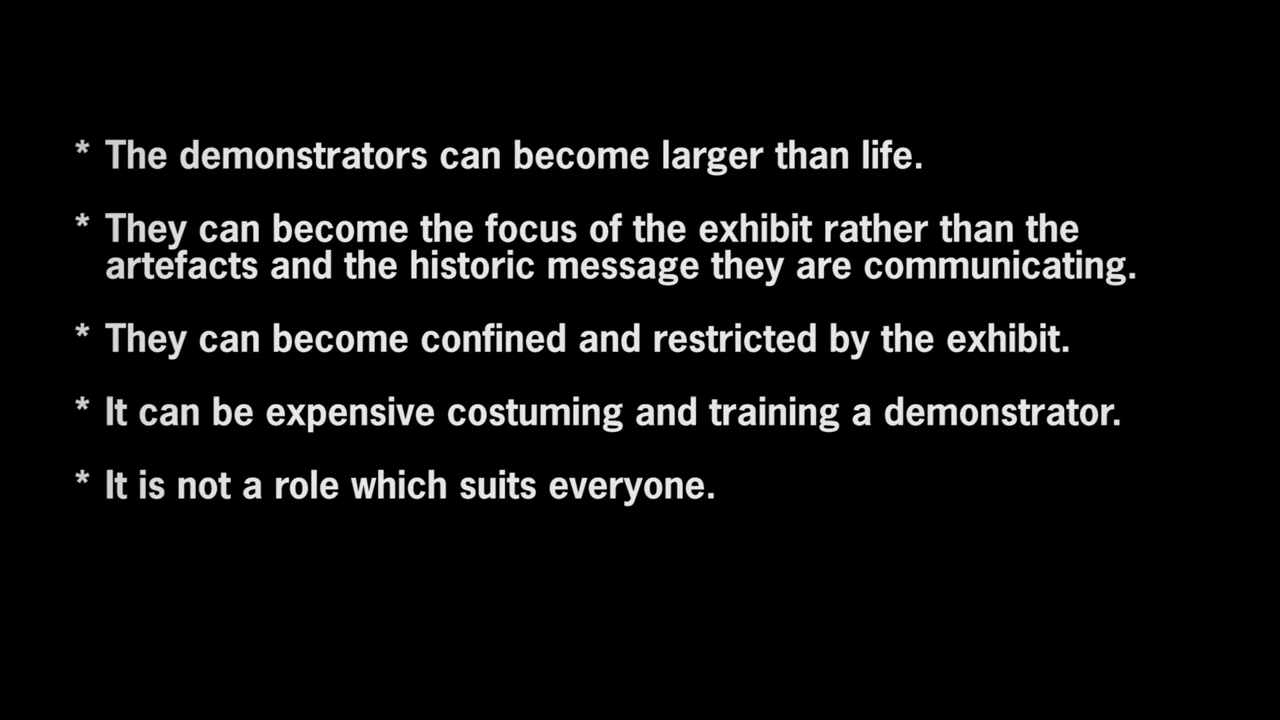 * The demonstrators can become larger than life.
* They can become the focus of the exhibit rather than the
artefacts and the historic message they are communicating.
* They can become confined and restricted by the exhibit.
* It can be expensive costuming and training a demonstrator.
* It is not a role which suits everyone.